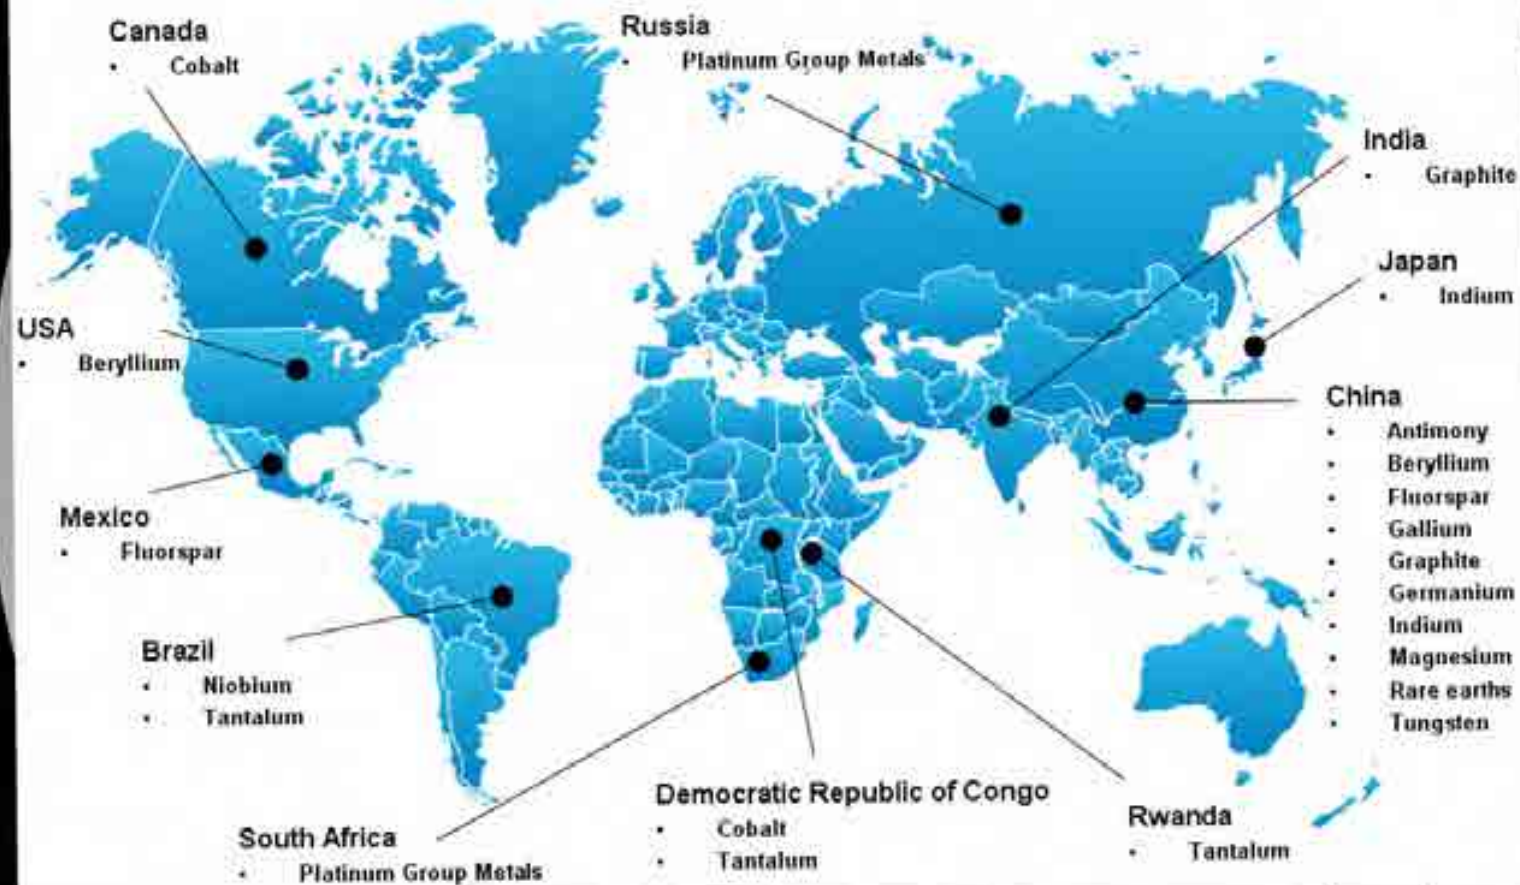 Canada
• Cobalt
Russia
• Platinum Group Metals
India
• Graphite
Japan
• Indium
USA
• Beryllium
China
• Antimony
• Beryllium
• Fluorspar
• Gallium
• Graphite
• Germanium
• Indium
• Magnesium
• Rare earths
• Tungsten
Mexico
• Fluorspar
Brazil
• Niobium
• Tantalum
Democratic Republic of Congo
• Cobalt
• Tantalum
Rwanda
• Tantalum
South Africa
• Platinum Group Metals